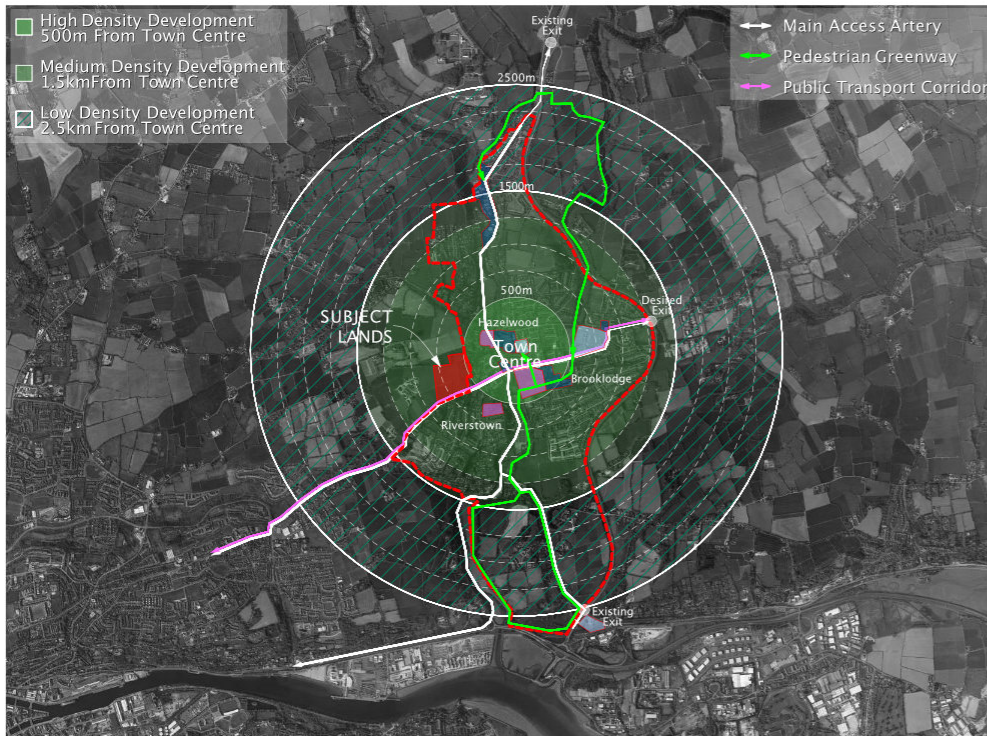 High Density Development
500m From Town Centre
Medium Density Development
1.5kmFrom Town Centre
Low Density Development
2.5kmFrom Town Centre
Existing
Exit
Main Access Artery
Pedestrian Greenway
Public Transport Corridor
2500m
1500m
500m
Desired
Exit
SUBJECT
LANDS
Hazelwood
Town
Centre
Brooklodge
Riverstown
Existing
Exit